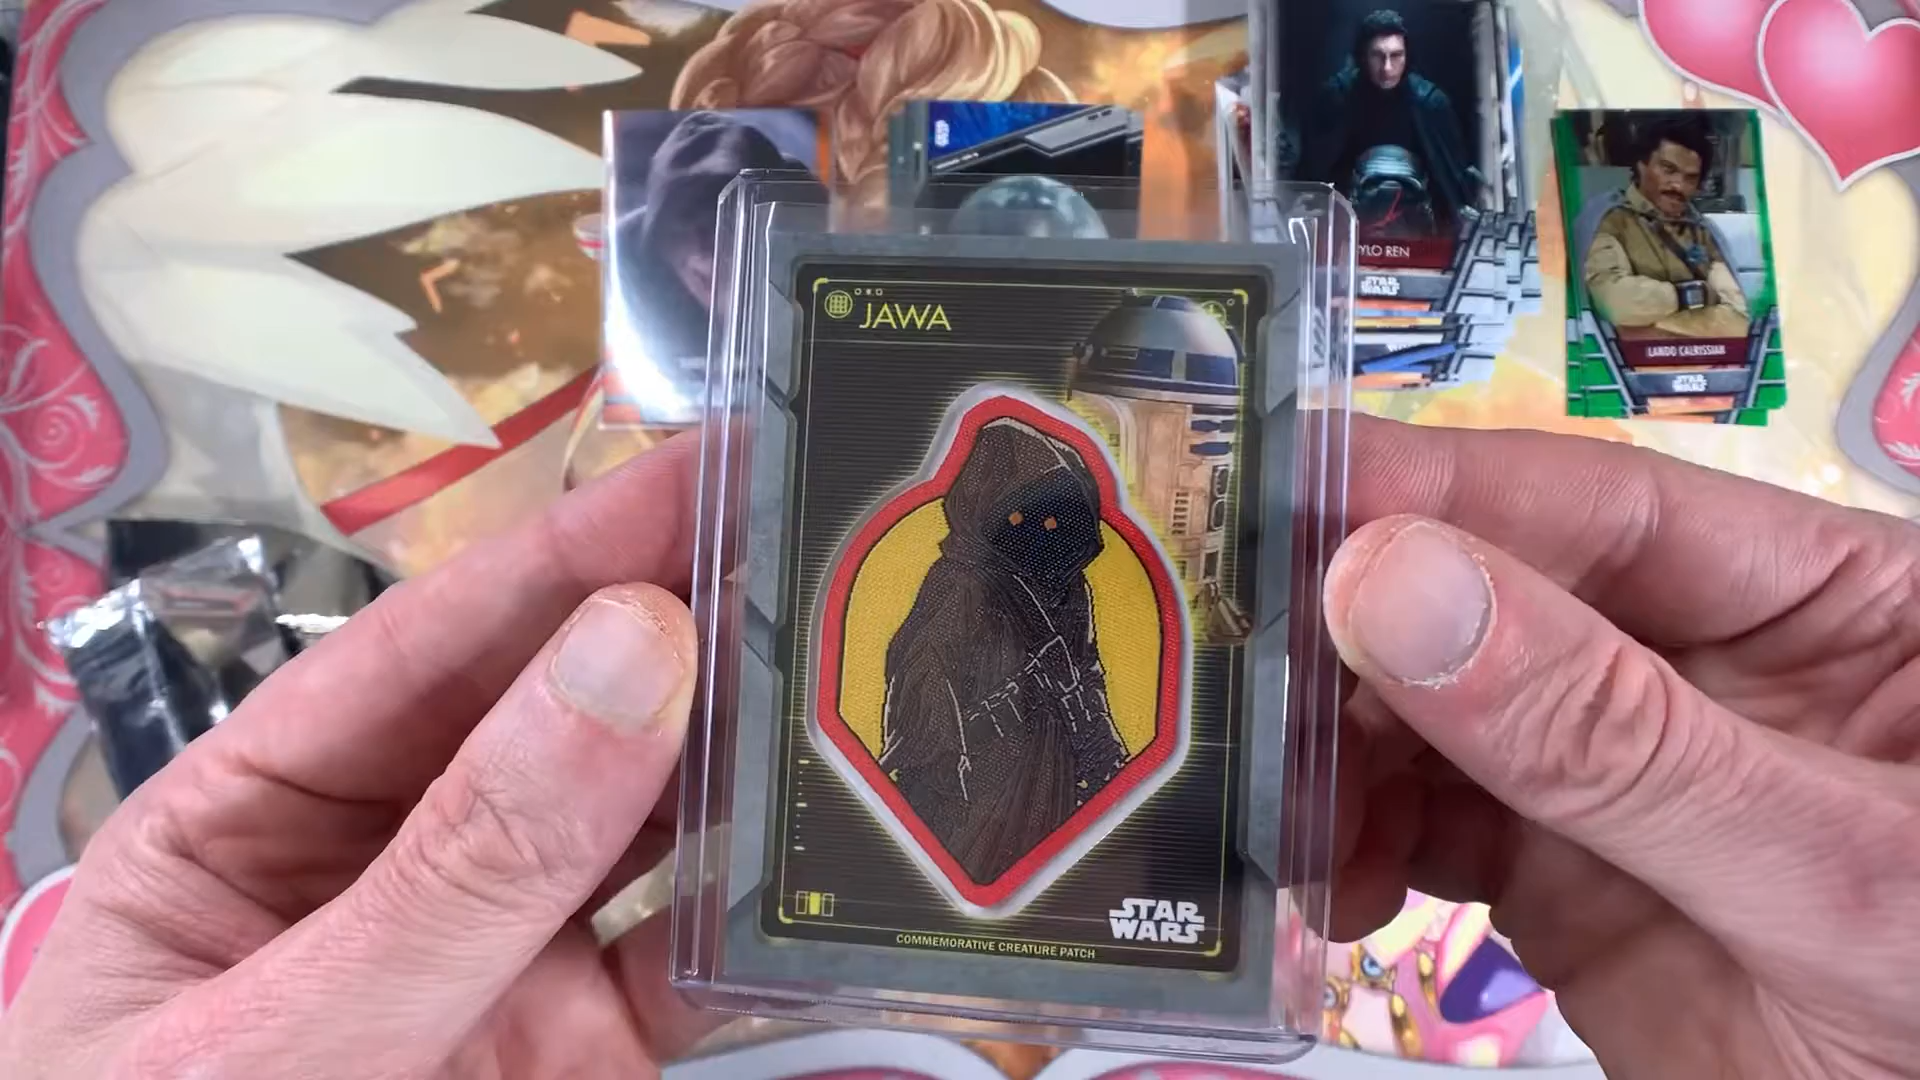 JAWA
STAR
WARS
COMMEMORATIVE CREATURE PATCH
KYLO REN
STAR
WARS
LANDO CALRISSIAN
STAR
WARS